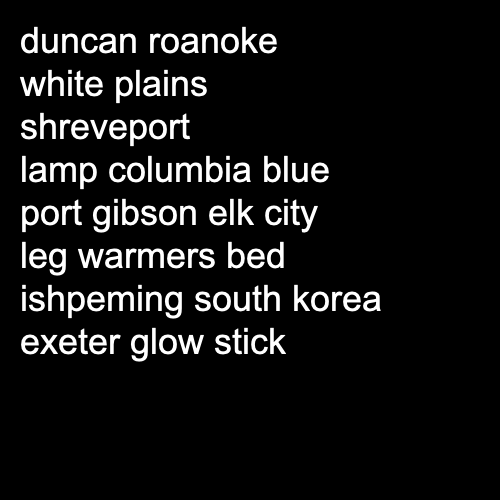 duncan roanoke
white plains
shreveport
lamp columbia blue
port gibson elk city
leg warmers bed
ishpeming south korea
exeter glow stick